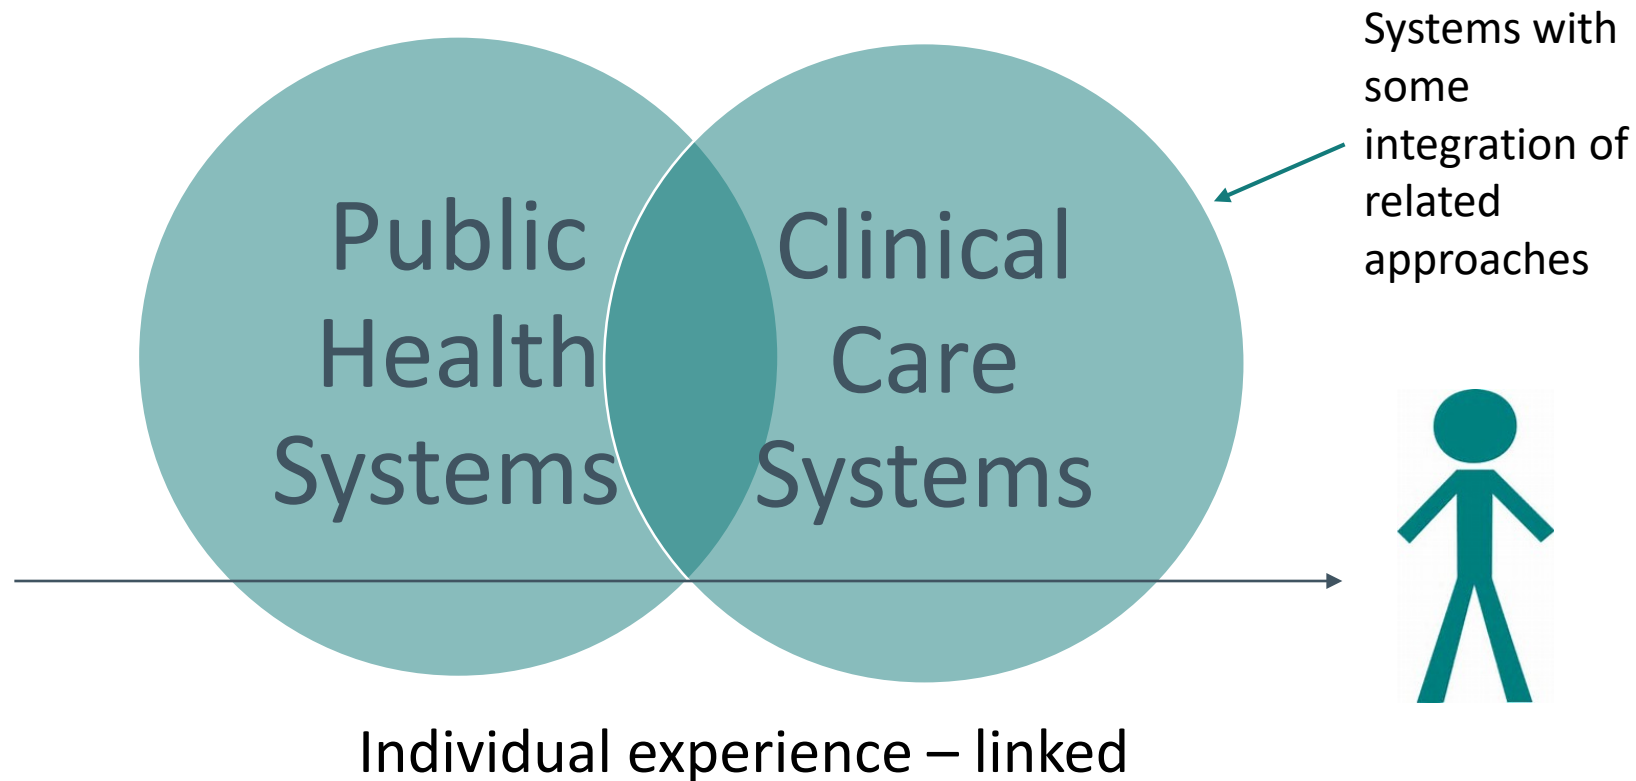 Public
Health
Systems
Clinical
Care
Systems
Systems with
some
integration of
related
approaches
Individual experience – linked